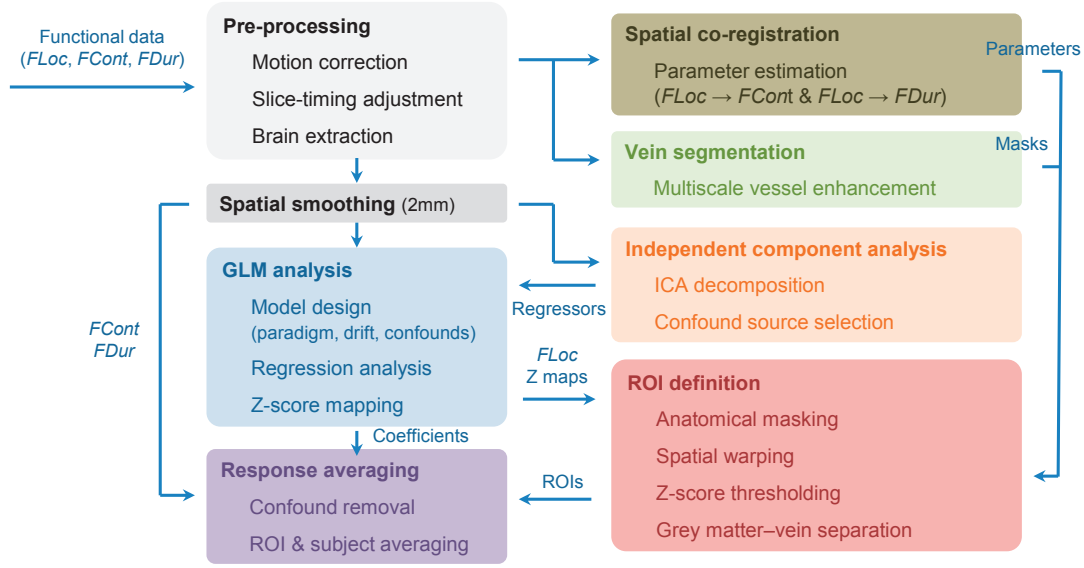 Functional data
(FLoc, FCont, FDur)
Pre-processing
Motion correction
Slice-timing adjustment
Brain extraction
Spatial co-registration
Parameter estimation
(FLoc → FCont & FLoc → FDur)
Parameters
Vein segmentation
Multiscale vessel enhancement
Masks
Spatial smoothing (2mm)
GLM analysis
Model design
(paradigm, drift, confounds)
Regression analysis
Z-score mapping
Independent component analysis
ICA decomposition
Confound source selection
Regressors
FCont
FDur
FLoc
Z maps
ROI definition
Anatomical masking
Spatial warping
Z-score thresholding
Grey matter–vein separation
Coefficients
Response averaging
Confound removal
ROI & subject averaging
ROIs